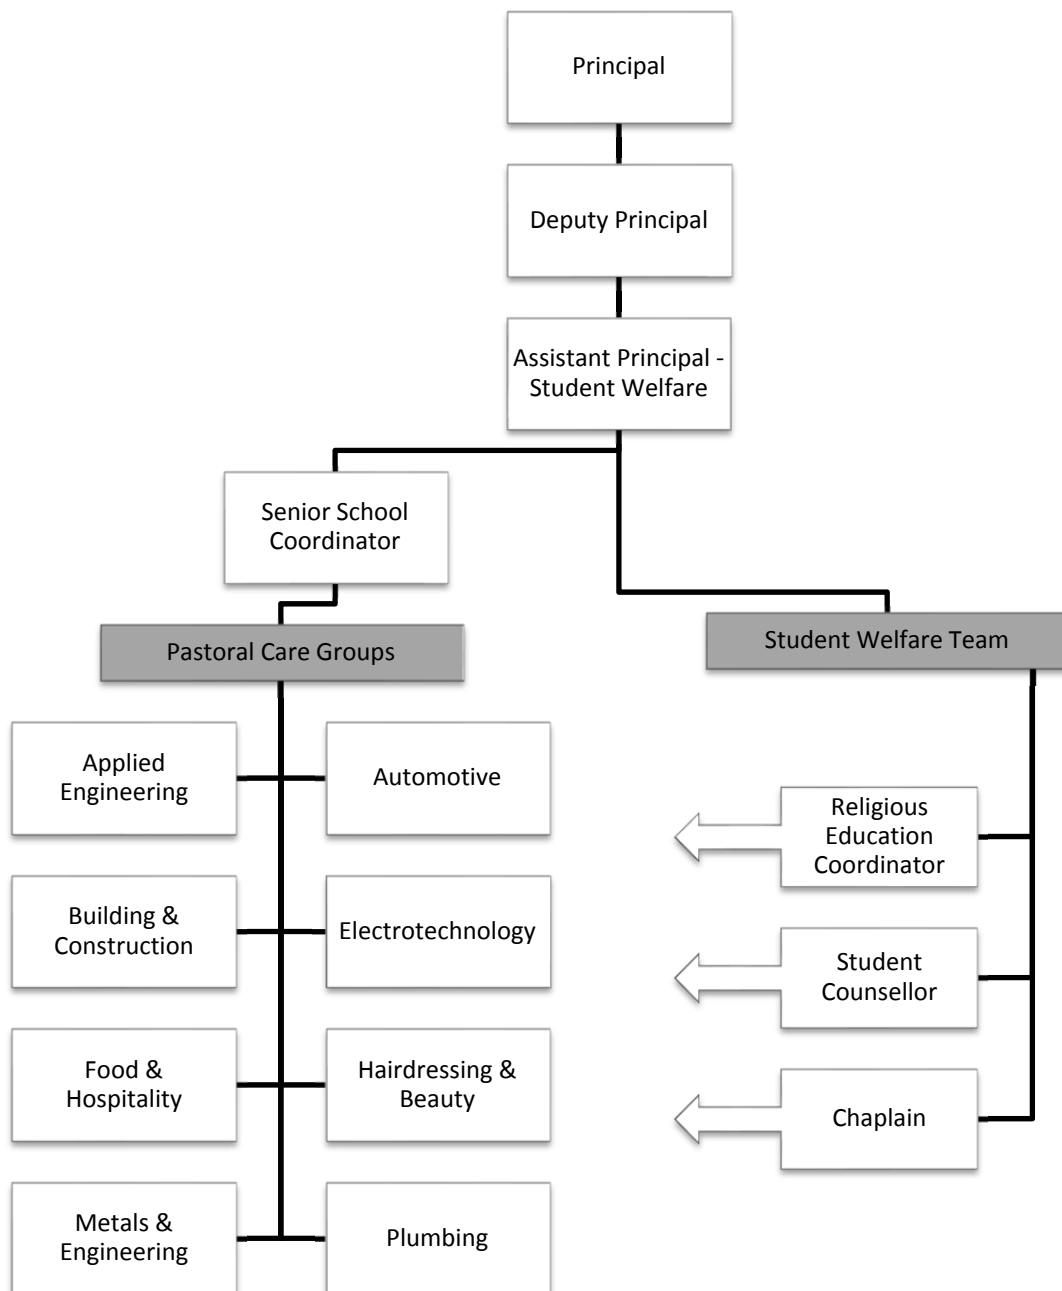 Principal
Deputy Principal
Assistant Principal -
Student Welfare
Senior School
Coordinator
Pastoral Care Groups
Student Welfare Team
Applied
Engineering
Automotive
Building &
Construction
Electrotechnology
Food &
Hospitality
Hairdressing &
Beauty
Metals &
Engineering
Plumbing
Religious
Education
Coordinator
Student
Counsellor
Chaplain